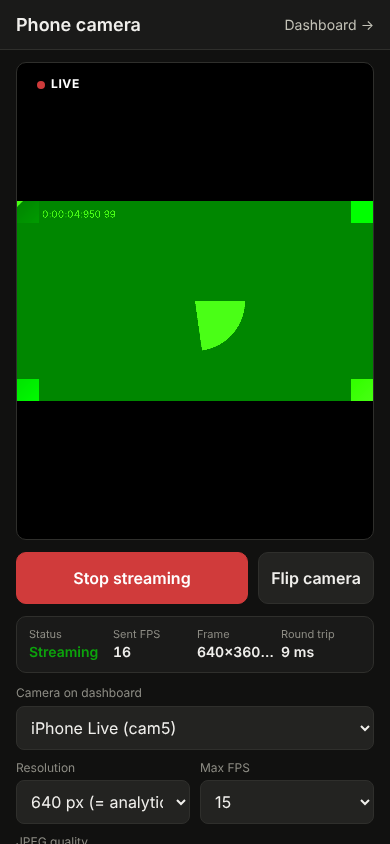 Phone camera
Dashboard →
LIVE
0:00:04:950 99
Stop streaming
Flip camera
Status
Sent FPS
Frame
Round trip
Streaming
16
640×360…
9 ms
Camera on dashboard
iPhone Live (cam5)
Resolution
Max FPS
640 px (= analytic
15
JPEG quality